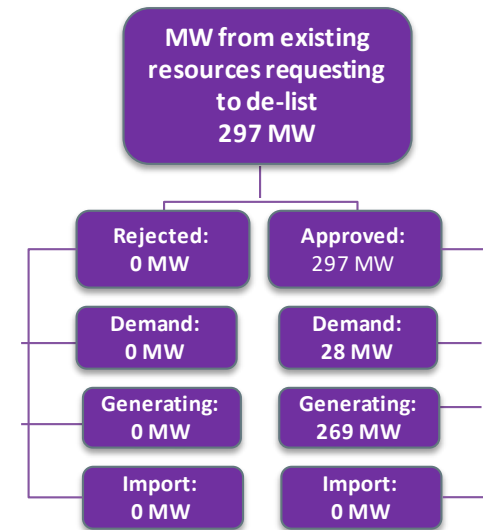 MW from existing
resources requesting
to de-list
297 MW
Rejected:
0 MW
Approved:
297 MW
Demand:
0 MW
Demand:
28 MW
Generating:
0 MW
Generating:
269 MW
Import:
0 MW
Import:
0 MW